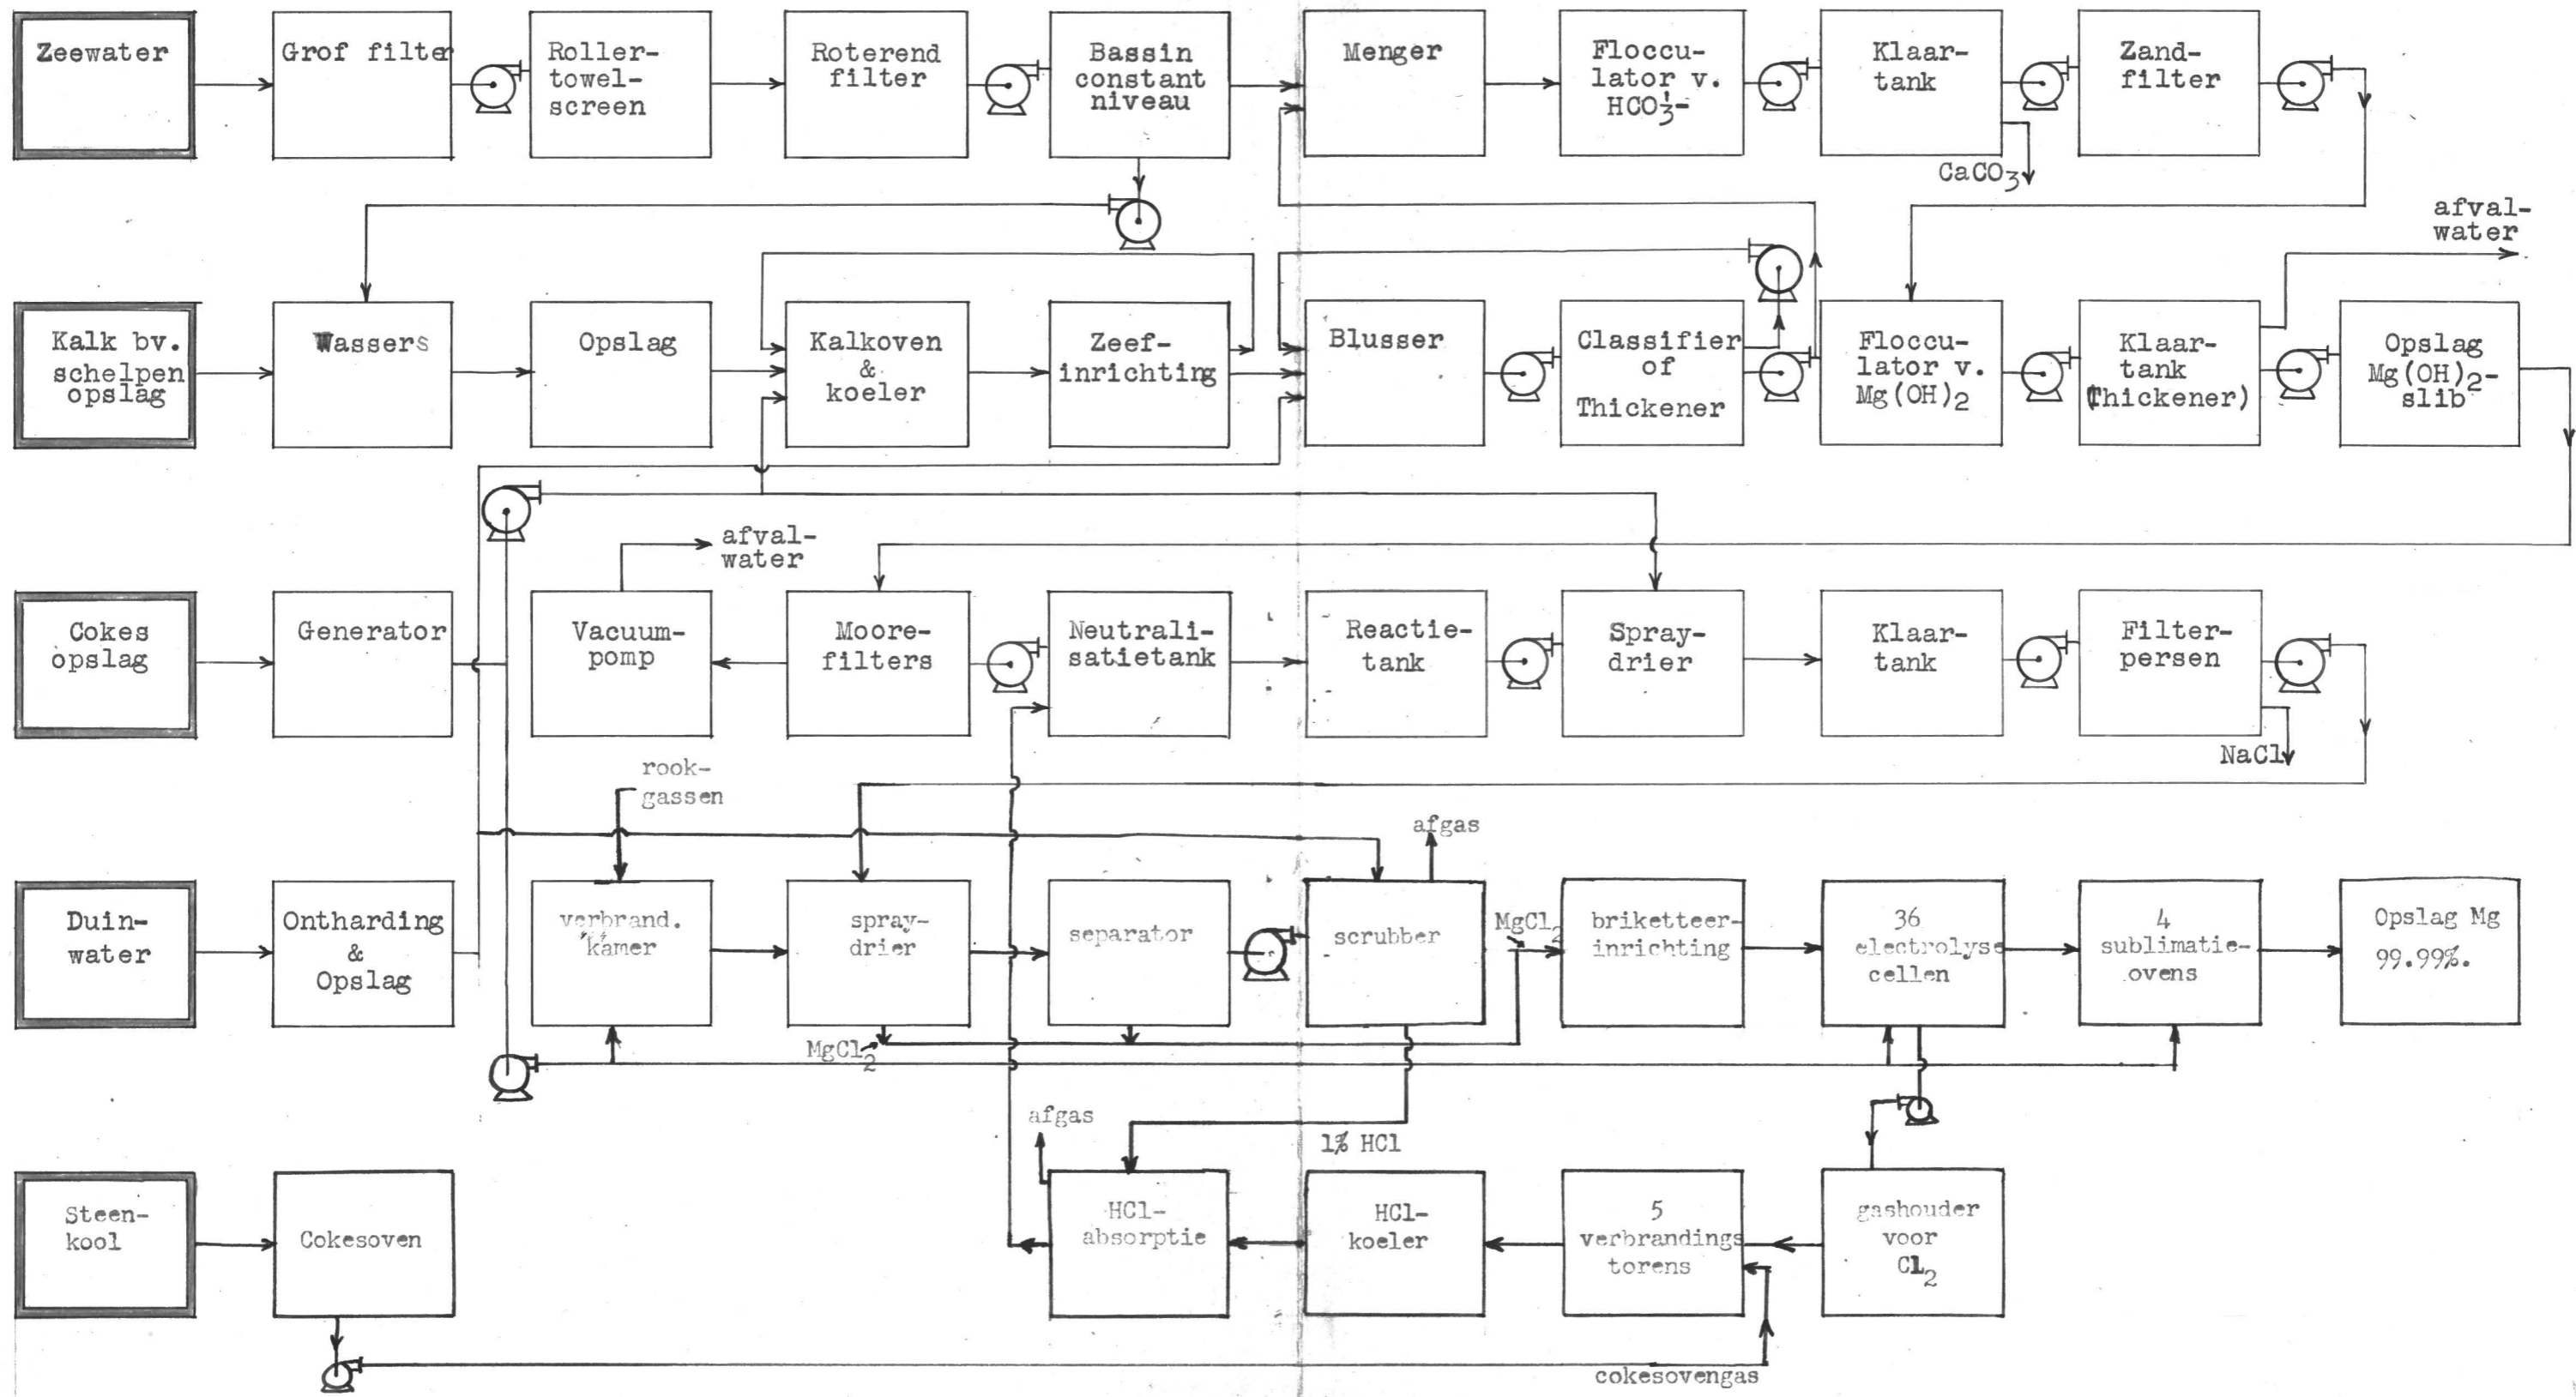 Zeewater
Grof filter
Roller-
towel-
screen
Roterend
filter
Bassin
constant
niveau
Menger
Floccu-
lator v.
HCO3'-
Klaar-
tank
CaCO3
Zand-
filter
afval-
water
Kalk bv.
schelpen
opslag
Wassers
Opslag
Kalkoven
&
koeler
Zeef-
inrichting
Blusser
Classifier
of
Thickener
Floccu-
lator v.
Mg(OH)2
Klaar-
tank
(Thickener)
Opslag
Mg(OH)2-
slib
afval-
water
Cokes
opslag
Generator
Vacuum-
pomp
Moore-
filters
Neutrali-
satietank
Reactie-
tank
Spray-
drier
Klaar-
tank
Filter-
persen
NaCl
rook-
gassen
afgas
Duin-
water
Ontharding
&
Opslag
verbrand.
kamer
spray-
drier
separator
scrubber
MgCl2
briketteer-
inrichting
36
electrolyse
cellen
4
sublimatie-
ovens
Opslag Mg
99.99%.
MgCl2
afgas
1% HCl
Steen-
kool
Cokesoven
HCl-
absorptie
HCl-
koeler
5
verbrandings
torens
gashouder
voor
Cl2
cokesovengas